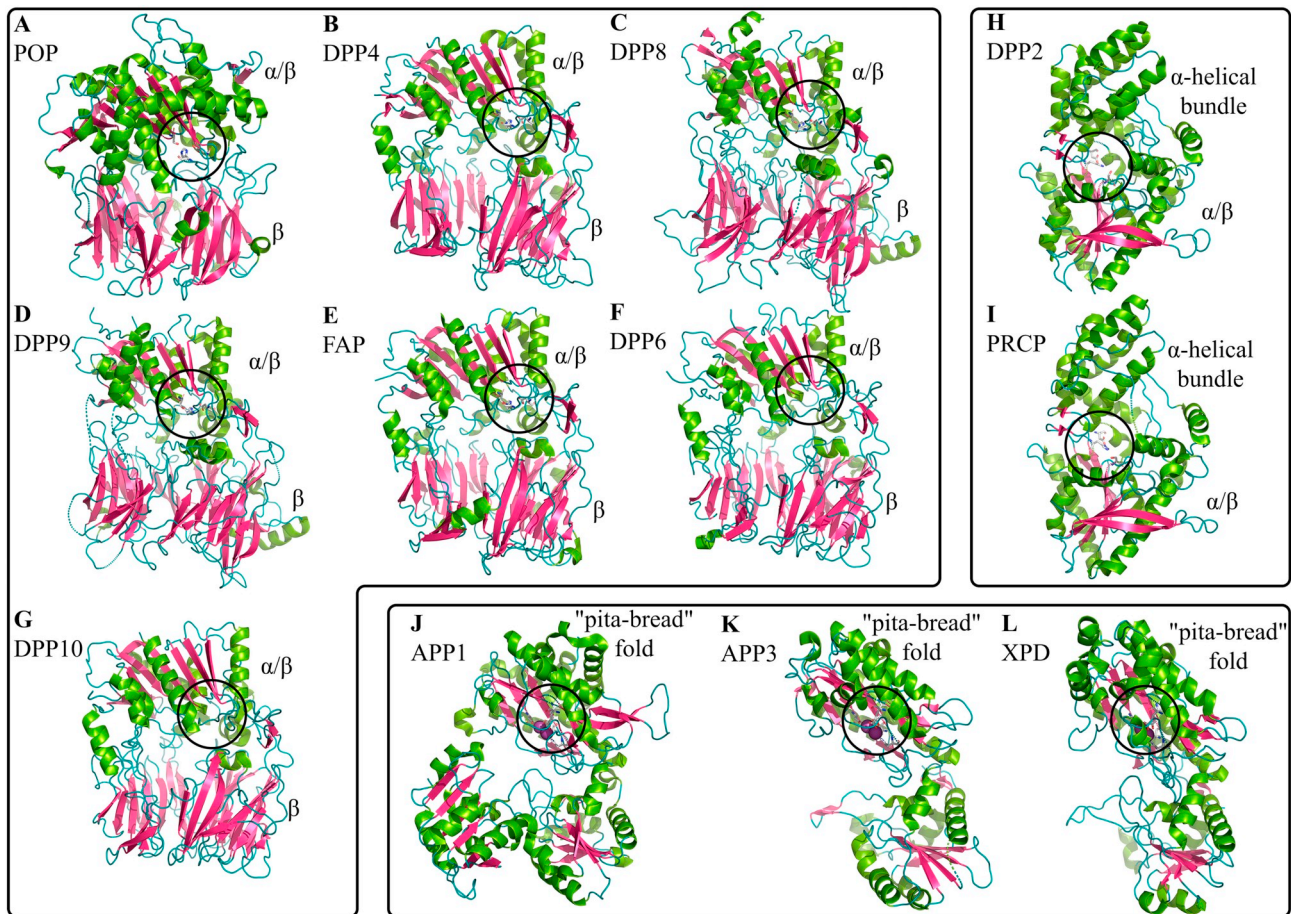 A
POP
α/β
β
B
DPP4
α/β
β
C
DPP8
α/β
β
D
DPP9
α/β
β
E
FAP
α/β
β
F
DPP6
α/β
β
G
DPP10
α/β
β
H
DPP2
α-helical
bundle
α/β
I
PRCP
α-helical
bundle
α/β
J
APP1
"pita-bread"
fold
K
APP3
"pita-bread"
fold
L
XPD
"pita-bread"
fold